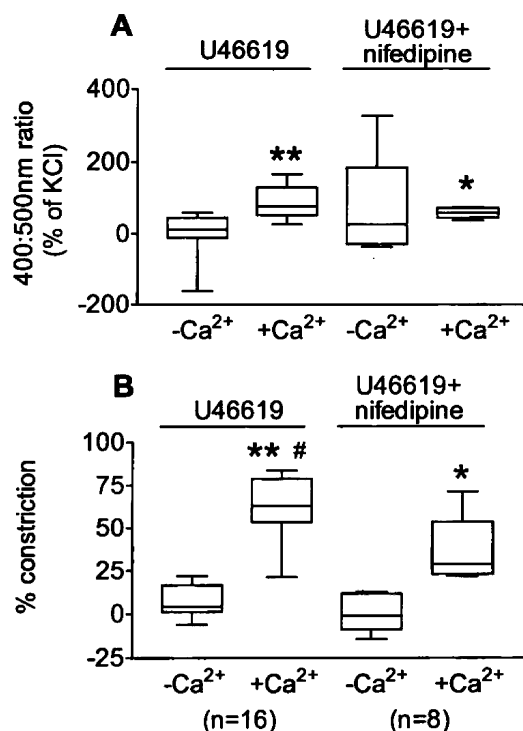 A
U46619
U46619+
nifedipine
400:500nm ratio
(% of KCl)
400
200
0
-200
**
*
-Ca²⁺ +Ca²⁺ -Ca²⁺ +Ca²⁺
B
U46619
U46619+
nifedipine
% constriction
100
75
50
25
0
-25
** #
*
-Ca²⁺ +Ca²⁺ -Ca²⁺ +Ca²⁺
(n=16) (n=8)